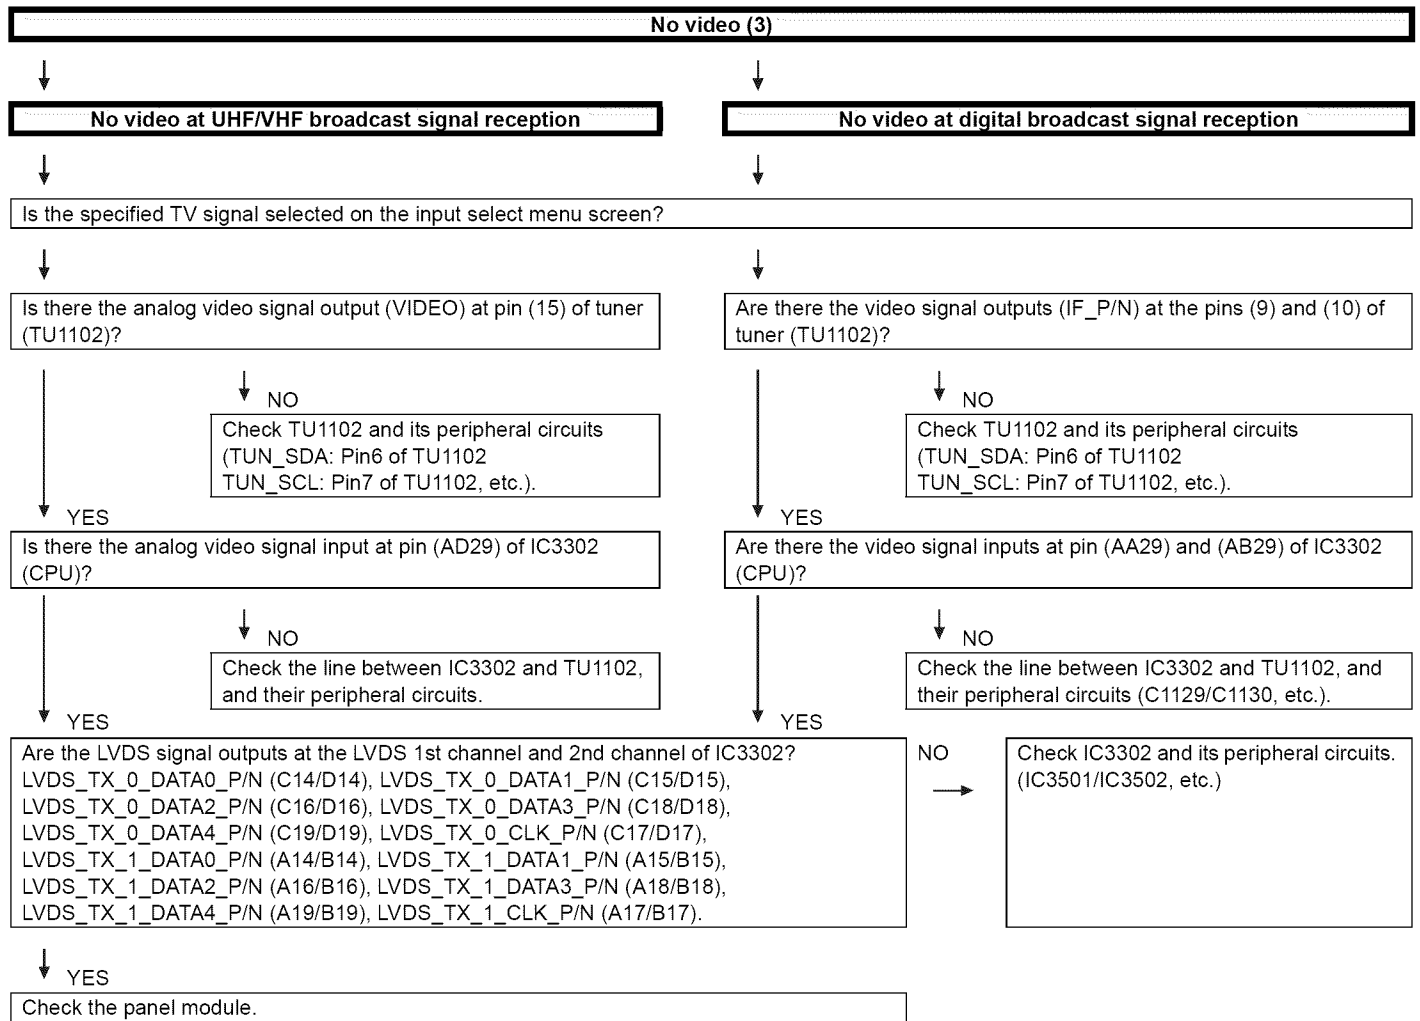 No video (3)
No video at UHF/VHF broadcast signal reception
No video at digital broadcast signal reception
Is the specified TV signal selected on the input select menu screen?
Is there the analog video signal output (VIDEO) at pin (15) of tuner
(TU1102)?
Are there the video signal outputs (IF_P/N) at the pins (9) and (10) of
tuner (TU1102)?
NO
Check TU1102 and its peripheral circuits
(TUN_SDA: Pin6 of TU1102
TUN_SCL: Pin7 of TU1102, etc.).
NO
Check TU1102 and its peripheral circuits
(TUN_SDA: Pin6 of TU1102
TUN_SCL: Pin7 of TU1102, etc.).
YES
Is there the analog video signal input at pin (AD29) of IC3302
(CPU)?
YES
Are there the video signal inputs at pin (AA29) and (AB29) of IC3302
(CPU)?
NO
Check the line between IC3302 and TU1102,
and their peripheral circuits.
NO
Check the line between IC3302 and TU1102, and
their peripheral circuits (C1129/C1130, etc.).
YES
YES
Are the LVDS signal outputs at the LVDS 1st channel and 2nd channel of IC3302?
LVDS_TX_0_DATA0_P/N (C14/D14), LVDS_TX_0_DATA1_P/N (C15/D15),
LVDS_TX_0_DATA2_P/N (C16/D16), LVDS_TX_0_DATA3_P/N (C18/D18),
LVDS_TX_0_DATA4_P/N (C19/D19), LVDS_TX_0_CLK_P/N (C17/D17),
LVDS_TX_1_DATA0_P/N (A14/B14), LVDS_TX_1_DATA1_P/N (A15/B15),
LVDS_TX_1_DATA2_P/N (A16/B16), LVDS_TX_1_DATA3_P/N (A18/B18),
LVDS_TX_1_DATA4_P/N (A19/B19), LVDS_TX_1_CLK_P/N (A17/B17).
NO
Check IC3302 and its peripheral circuits.
(IC3501/IC3502, etc.)
YES
Check the panel module.